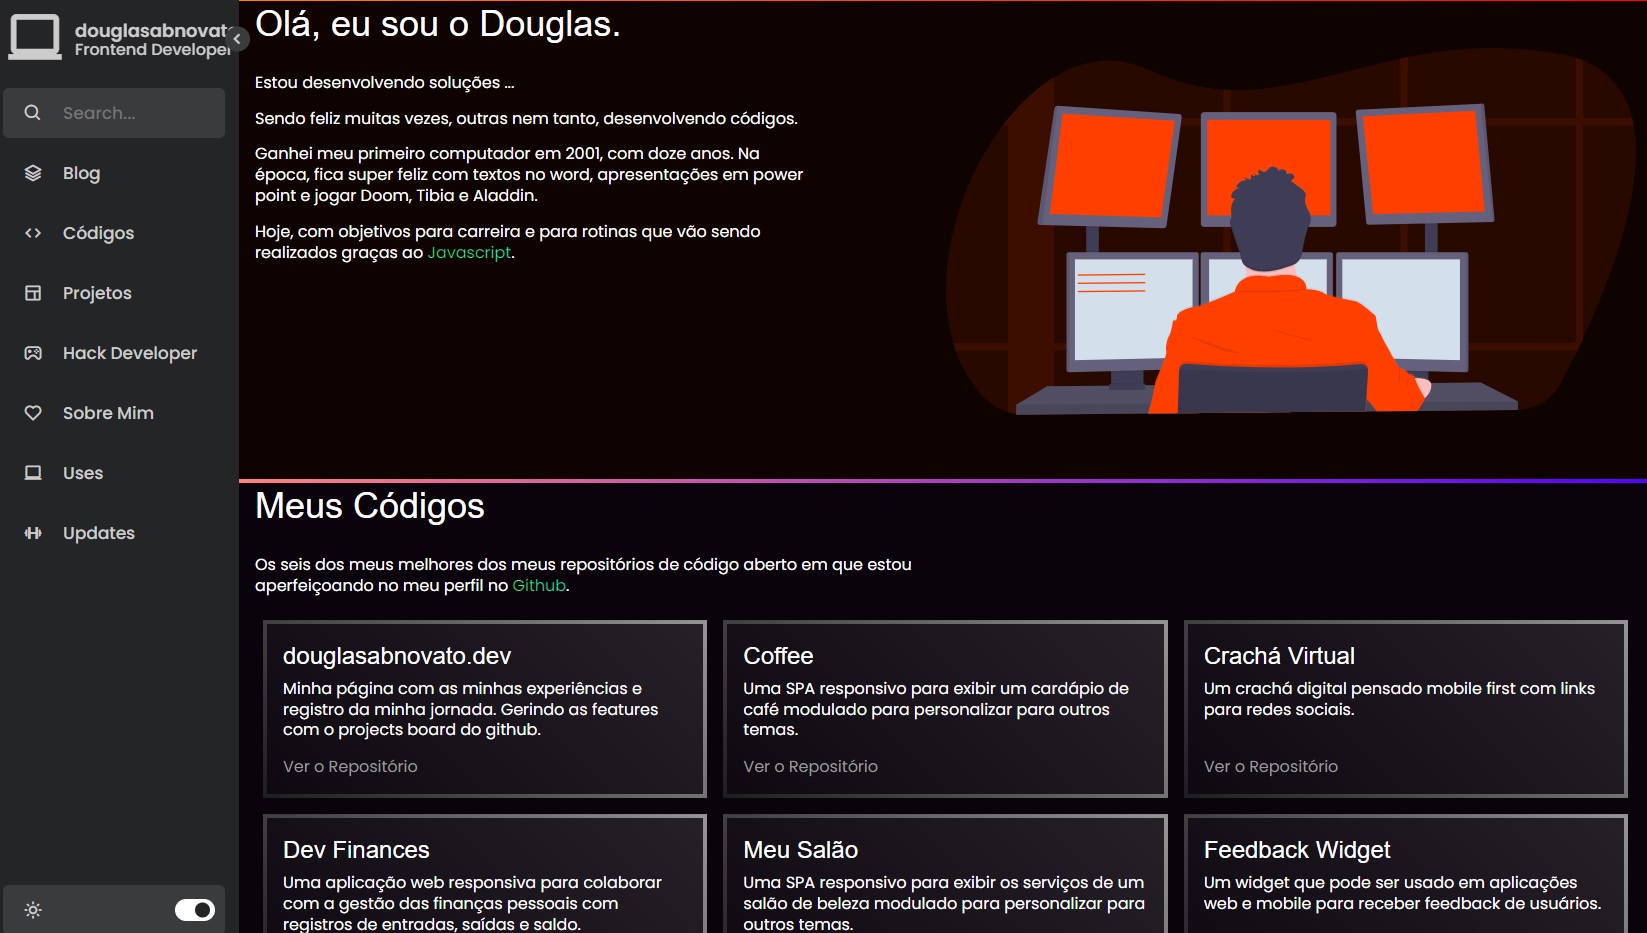 douglasabnovat
Frontend Developer
Search...
Blog
Códigos
Projetos
Hack Developer
Sobre Mim
Uses
Updates
Olá, eu sou o Douglas.
Estou desenvolvendo soluções ...
Sendo feliz muitas vezes, outras nem tanto, desenvolvendo códigos.
Ganhei meu primeiro computador em 2001, com doze anos. Na
época, fica super feliz com textos no word, apresentações em power
point e jogar Doom, Tibia e Aladdin.
Hoje, com objetivos para carreira e para rotinas que vão sendo
realizados graças ao Javascript.
Meus Códigos
Os seis dos meus melhores dos meus repositórios de código aberto em que estou
aperfeiçoando no meu perfil no Github.
douglasabnovato.dev
Minha página com as minhas experiências e
registro da minha jornada. Gerindo as features
com o projects board do github.
Ver o Repositório
Coffee
Uma SPA responsivo para exibir um cardápio de
café modulado para personalizar para outros
temas.
Ver o Repositório
Crachá Virtual
Um crachá digital pensado mobile first com links
para redes sociais.
Ver o Repositório
Dev Finances
Uma aplicação web responsiva para colaborar
com a gestão das finanças pessoais com
registros de entradas, saídas e saldo.
Meu Salão
Uma SPA responsivo para exibir os serviços de um
salão de beleza modulado para personalizar para
outros temas.
Feedback Widget
Um widget que pode ser usado em aplicações
web e mobile para receber feedback de usuários.